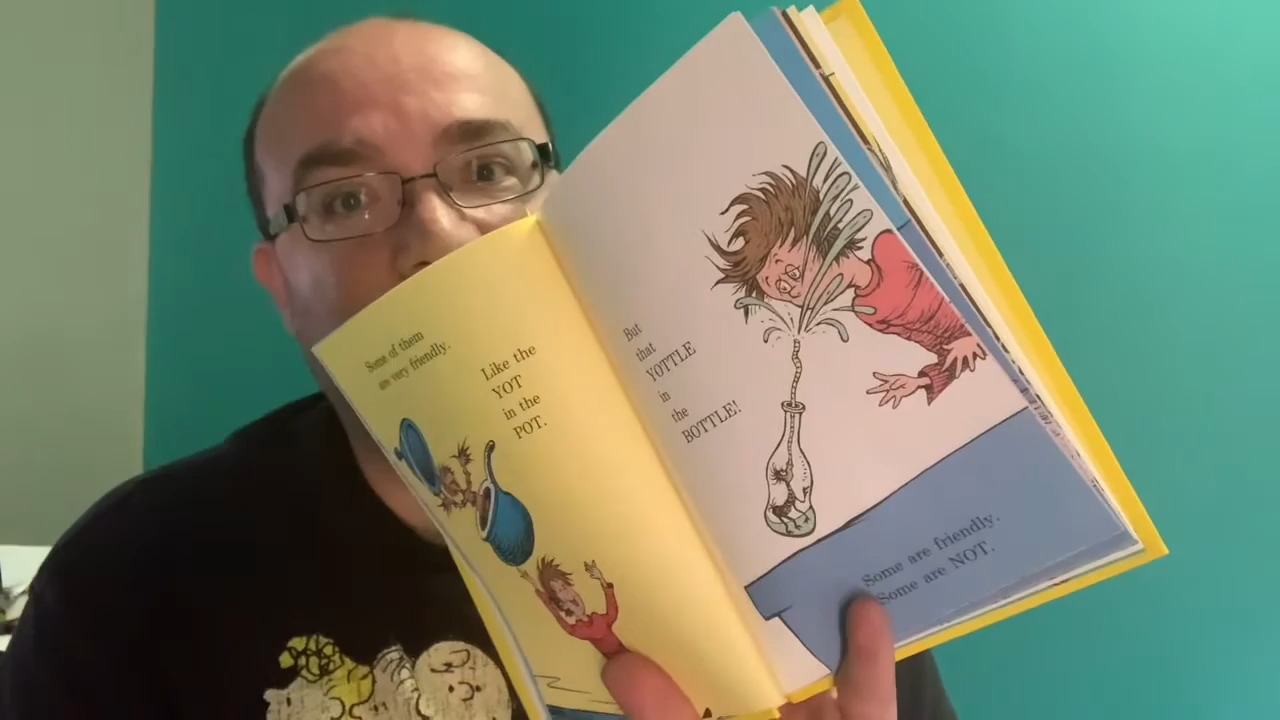 Some of them
are very friendly.
Like the
YOT
in the
POT.
But
that
YOTTLE
in
the
BOTTLE!
Some are friendly.
Some are NOT.